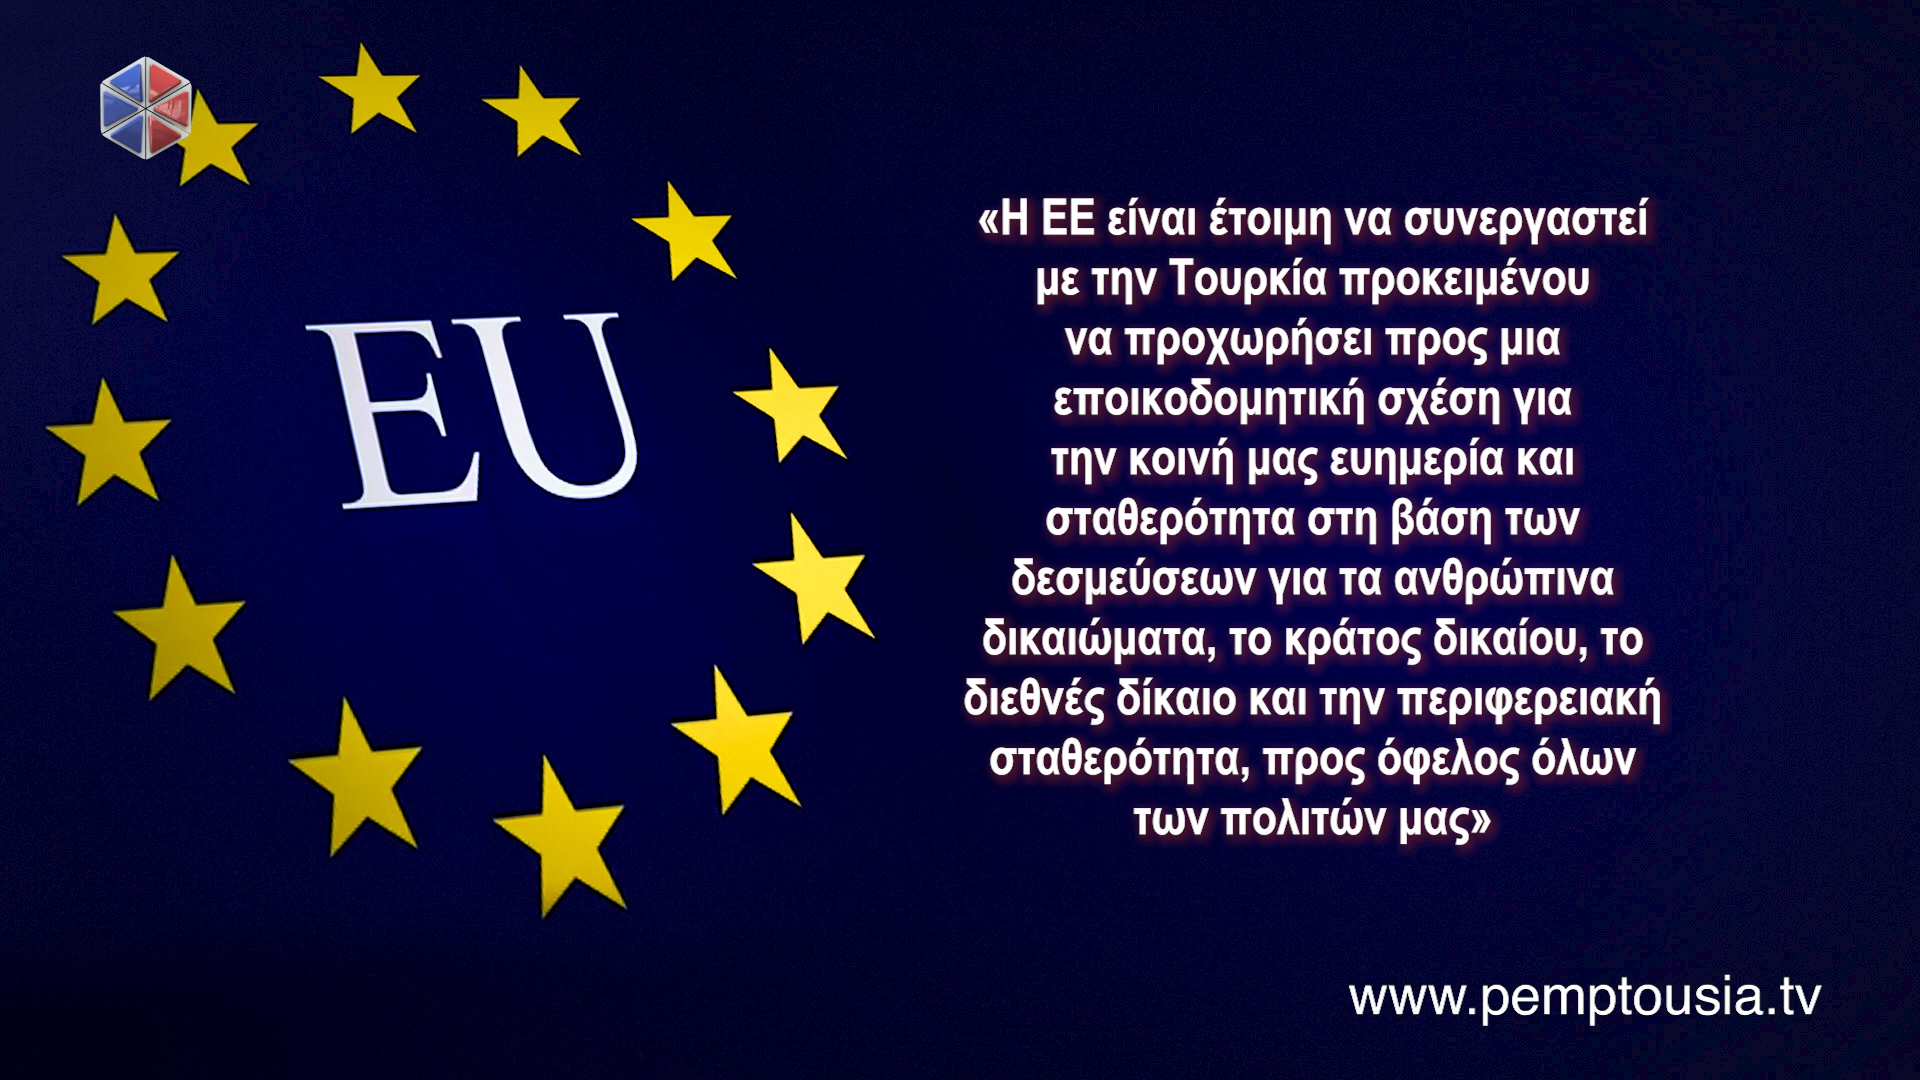 EU
«Η ΕΕ είναι έτοιμη να συνεργαστεί
με την Τουρκία προκειμένου
να προχωρήσει προς μια
εποικοδομητική σχέση για
την κοινή μας ευημερία και
σταθερότητα στη βάση των
δεσμεύσεων για τα ανθρώπινα
δικαιώματα, το κράτος δικαίου, το
διεθνές δίκαιο και την περιφερειακή
σταθερότητα, προς όφελος όλων
των πολιτών μας»
www.pemptousia.tv